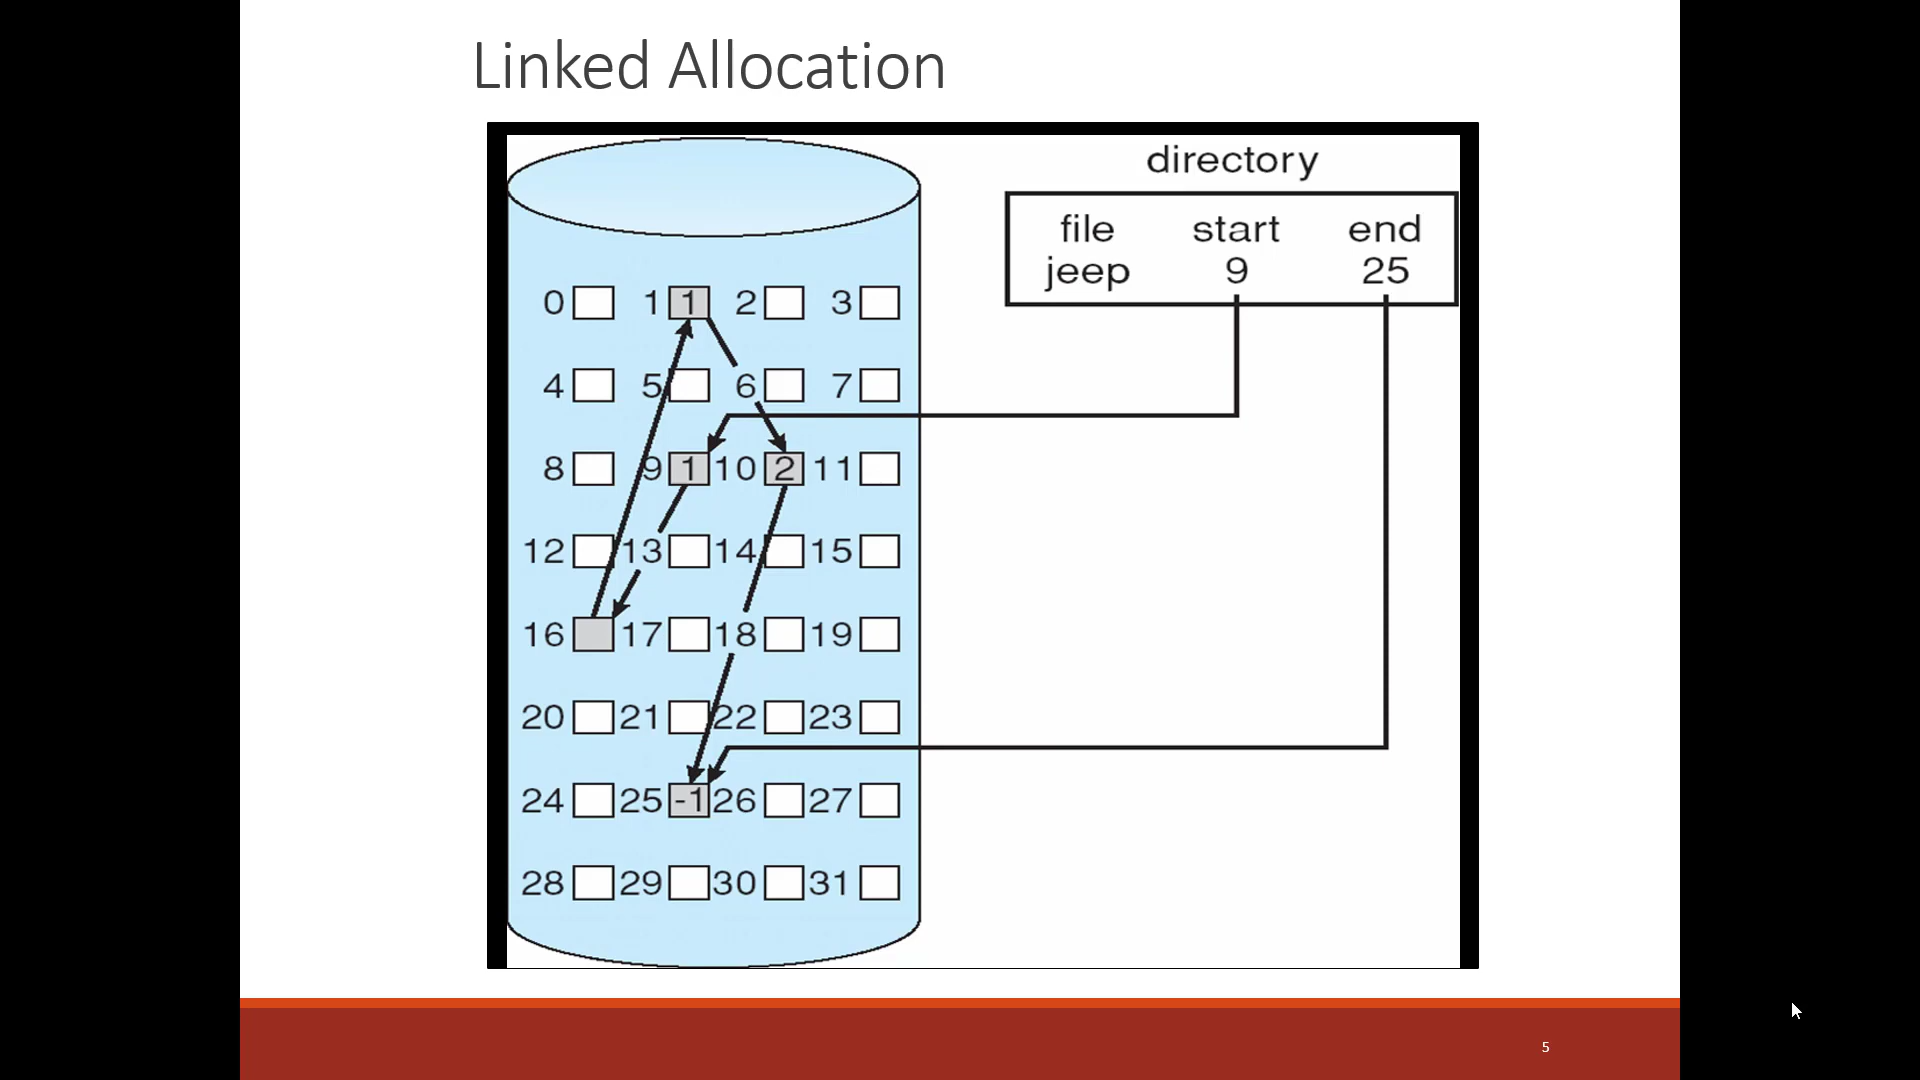 Linked Allocation
directory
file start end
jeep 9 25
0 1 1 2 3
4 5 6 7
8 9 1 10 2 11
12 13 14 15
16 17 18 19
20 21 22 23
24 25 -1 26 27
28 29 30 31
5